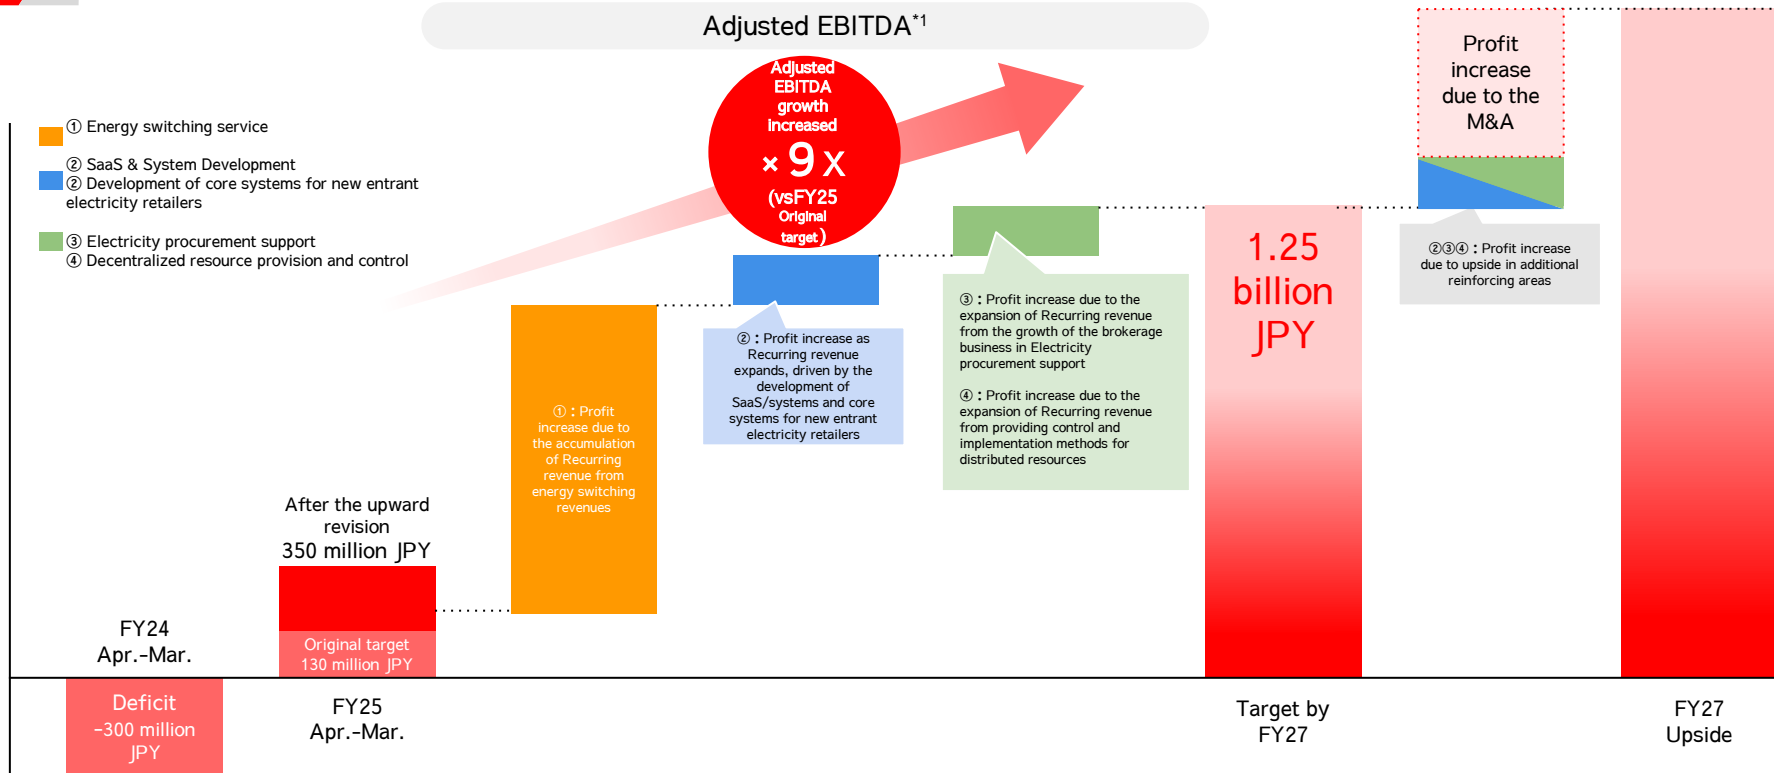 Adjusted EBITDA*1
① Energy switching service
② SaaS & System Development
② Development of core systems for new entrant
electricity retailers
③ Electricity procurement support
④ Decentralized resource provision and control
Adjusted
EBITDA
growth
increased
× 9 X
(vsFY25
Original
target)
Profit
increase
due to the
M&A
②③④：Profit increase
due to upside in additional
reinforcing areas
1.25
billion
JPY
③：Profit increase due to the
expansion of Recurring revenue
from the growth of the brokerage
business in Electricity
procurement support
④：Profit increase due to the
expansion of Recurring revenue
from providing control and
implementation methods for
distributed resources
②：Profit increase as
Recurring revenue
expands, driven by the
development of
SaaS/systems and core
systems for new entrant
electricity retailers
①：Profit
increase due to
the accumulation
of Recurring
revenue from
energy switching
revenues
After the upward
revision
350 million JPY
Original target
130 million JPY
FY24
Apr.-Mar.
Deficit
-300 million
JPY
FY25
Apr.-Mar.
Target by
FY27
FY27
Upside